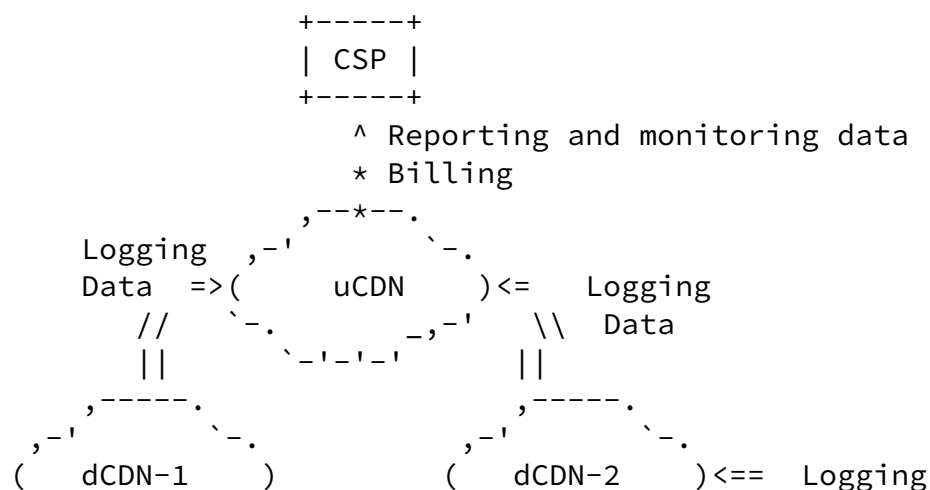 +-----+
| CSP |
+-----+
^ Reporting and monitoring data
* Billing
,--*--.
Logging ,-' `-.
Data =>( uCDN )<= Logging
// `-. _,-' \\ Data
|| `-'-'-' ||
,-----. ,-----.
,-' `-. ,-' `-.
( dCDN-1 ) ( dCDN-2 )<== Logging